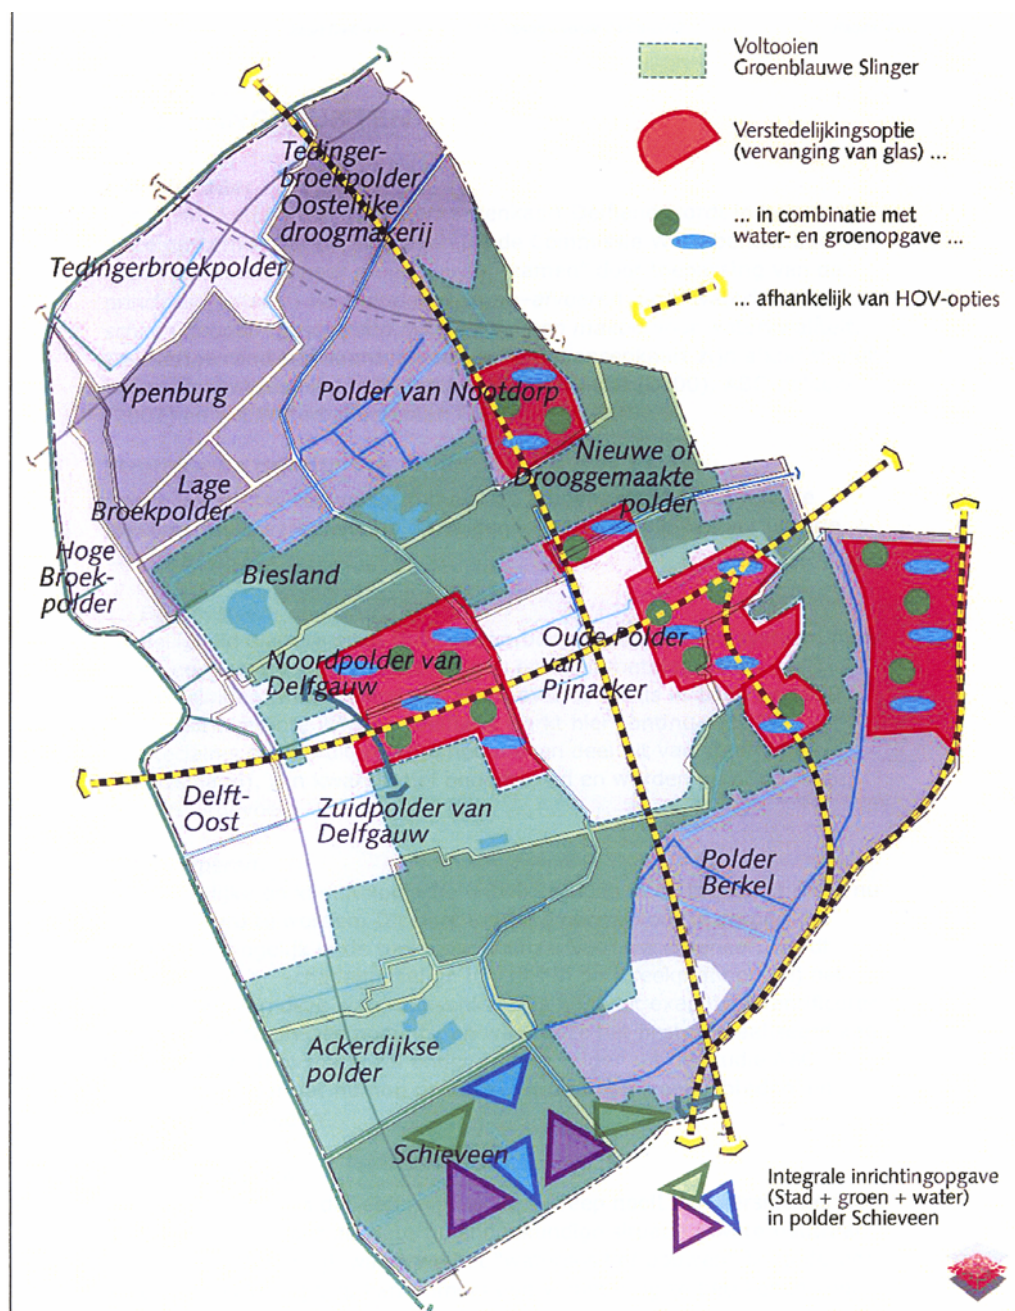 Voltooien
Groenblauwe Slinger
Verstedelijkingsoptie
(vervanging van glas) ...
... in combinatie met
water- en groenopgave ...
... afhankelijk van HOV-opties
Tedinger-
broekpolder
Oostelijke
droogmakerij
Tedingerbroekpolder
Ypenburg
Polder van Nootdorp
Nieuwe of
Drooggemaakte
polder
Lage
Broekpolder
Hoge
Broek-
polder
Biesland
Noordpolder van
Delfgauw
Oude Polder
van
Pijnacker
Delft-
Oost
Zuidpolder van
Delfgauw
Polder
Berkel
Ackerdijkse
polder
Schieveen
Integrale inrichtingopgave
(Stad + groen + water)
in polder Schieveen